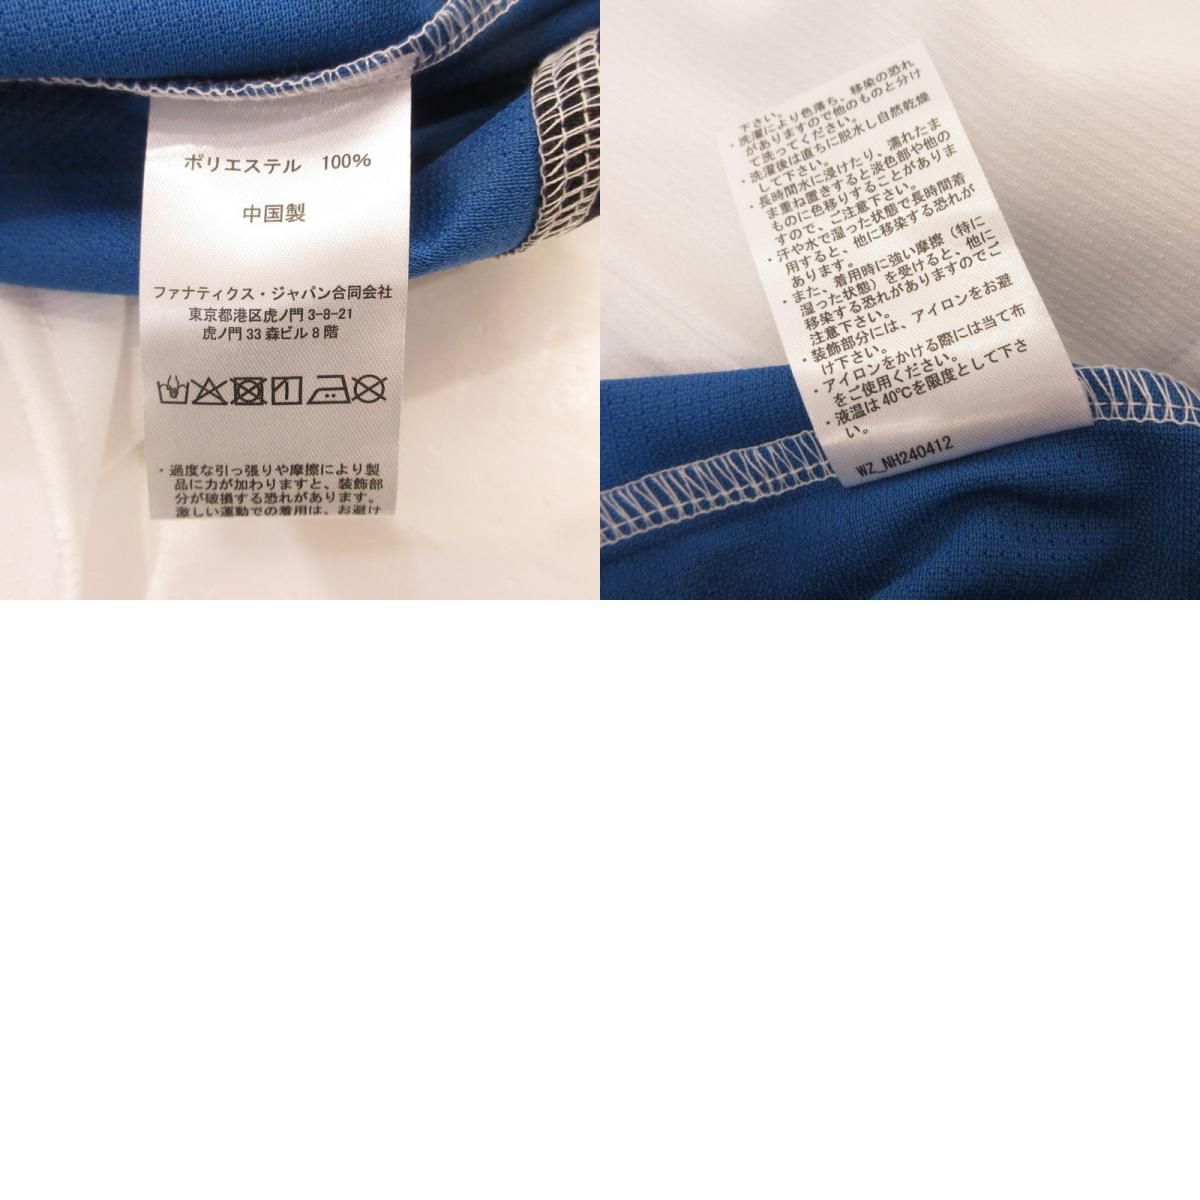 ポリエステル 100%
中国製
ファナティクス・ジャパン合同会社
東京都港区虎ノ門 3-8-21
虎ノ門 33 森ビル 8 階
・過度な引っ張りや摩擦により製
品に力が加わりますと、装飾部
分が破損する恐れがあります。
激しい運動での着用は、お避け
下さい。
・洗濯により色落ち、移染の恐れ
がありますので他のものと分け
て洗ってください。
・洗濯後は直ちに脱水し自然乾燥
して下さい。
・長時間水に浸けたり、濡れたま
ま重ね置きすると淡色部や他の
ものに色移りすることがありま
すので、ご注意下さい。
・汗や水で湿った状態で長時間着
用すると、他に移染する恐れが
あります。
・また、着用時に強い摩擦（特に
湿った状態）を受けると、他に
移染する恐れがありますのでご
注意下さい。
・装飾部分には、アイロンをお避
け下さい。
・アイロンをかける際には当て布
をご使用ください。
・液温は 40℃を限度として下さ
い。
WZ_NH240412